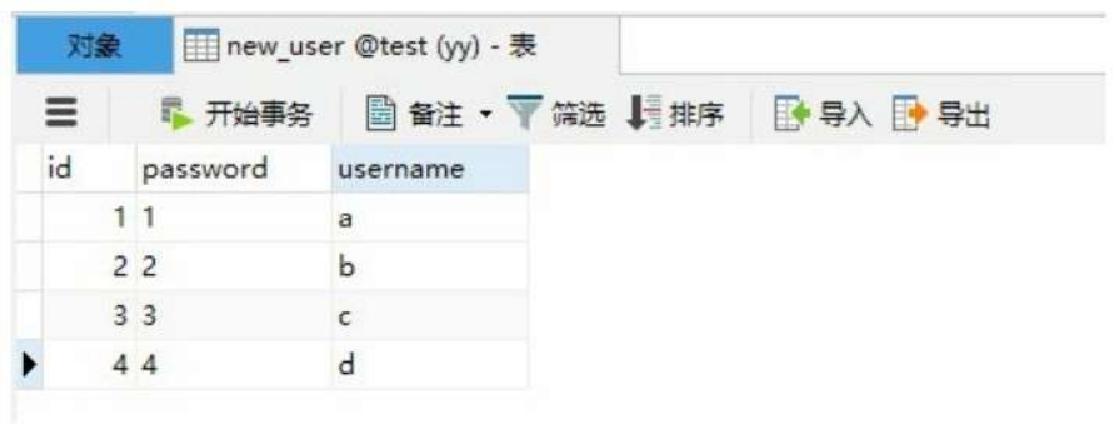 对象 new_user @test (yy) - 表
开始事务 备注 筛选 排序 导入 导出
id password username
1 1 a
2 2 b
3 3 c
4 4 d